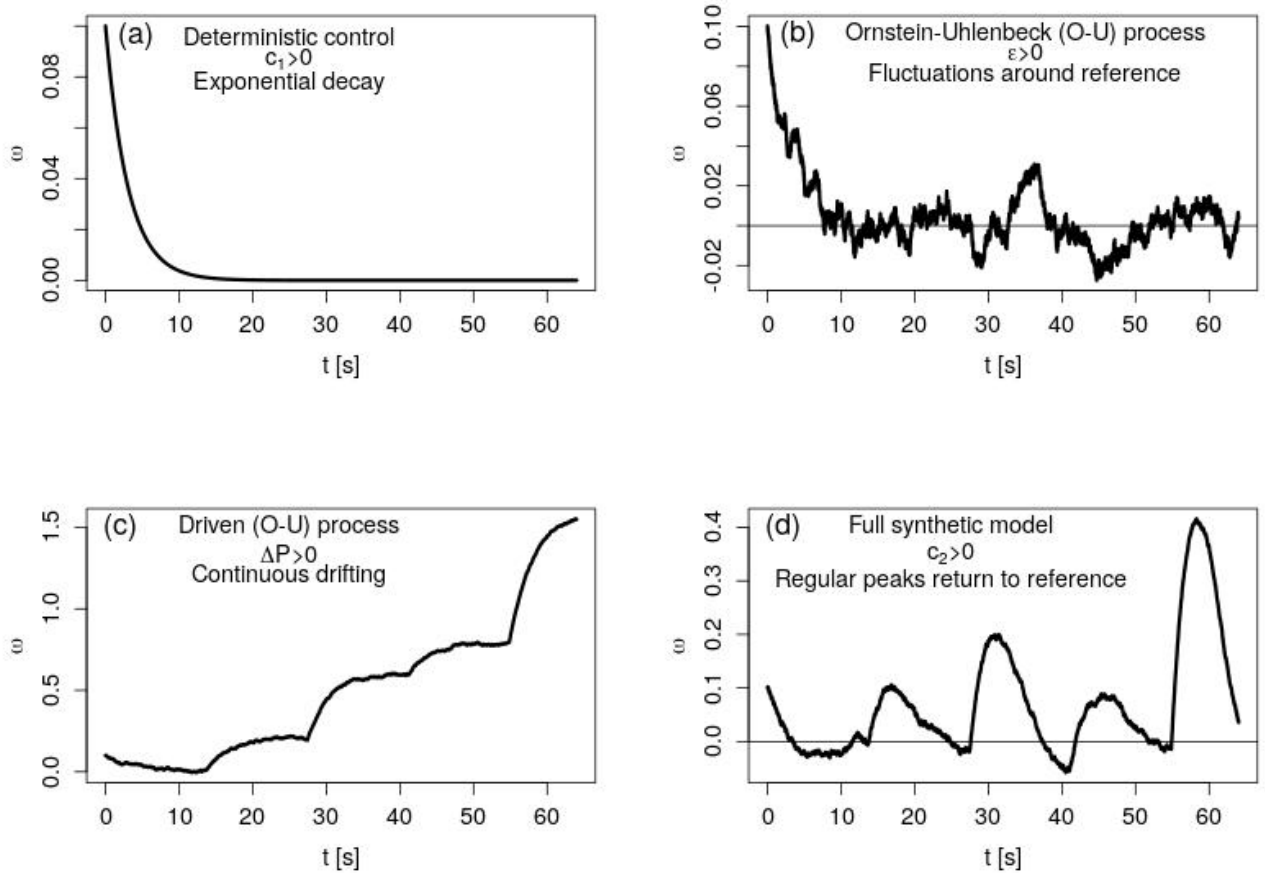 (a)
Deterministic control
c₁>0
Exponential decay
ω
0.08
0.04
0.00
0 10 20 30 40 50 60
t [s]
(b)
Ornstein-Uhlenbeck (O-U) process
ε>0
Fluctuations around reference
ω
0.10
0.06
0.02
-0.02
0 10 20 30 40 50 60
t [s]
(c)
Driven (O-U) process
ΔP>0
Continuous drifting
ω
1.5
1.0
0.5
0.0
0 10 20 30 40 50 60
t [s]
(d)
Full synthetic model
c₂>0
Regular peaks return to reference
ω
0.4
0.3
0.2
0.1
0.0
0 10 20 30 40 50 60
t [s]